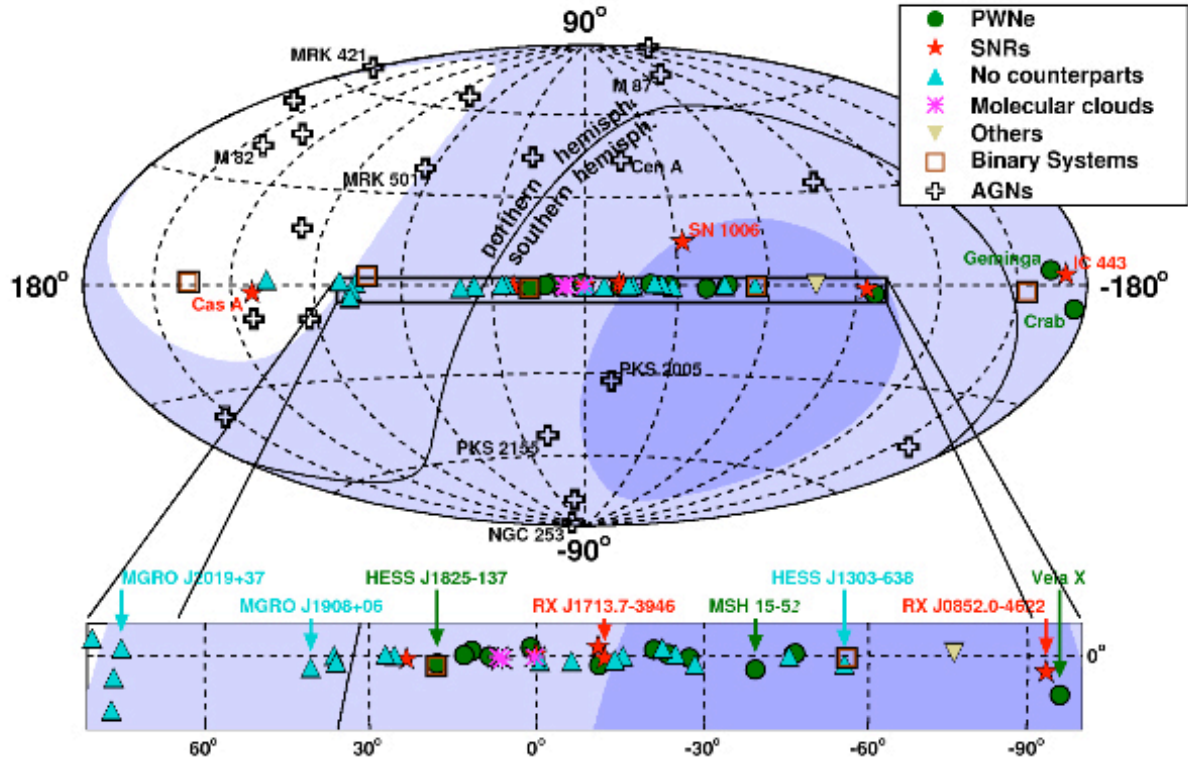 90°
PWNe
SNRs
No counterparts
Molecular clouds
Others
Binary Systems
AGNs
MRK 421
M 87
M 82
MRK 501
Cen A
northern hemisph.
southern hemisph.
SN 1006
Geminga
IC 443
180°
-180°
Cas A
Crab
PKS 2005
PKS 2155
NGC 253
-90°
MGRO J2019+37
HESS J1825-137
HESS J1303-638
Vela X
MGRO J1908+06
RX J1713.7-3946
MSH 15-52
RX J0852.0-4622
0°
60°
30°
0°
-30°
-60°
-90°